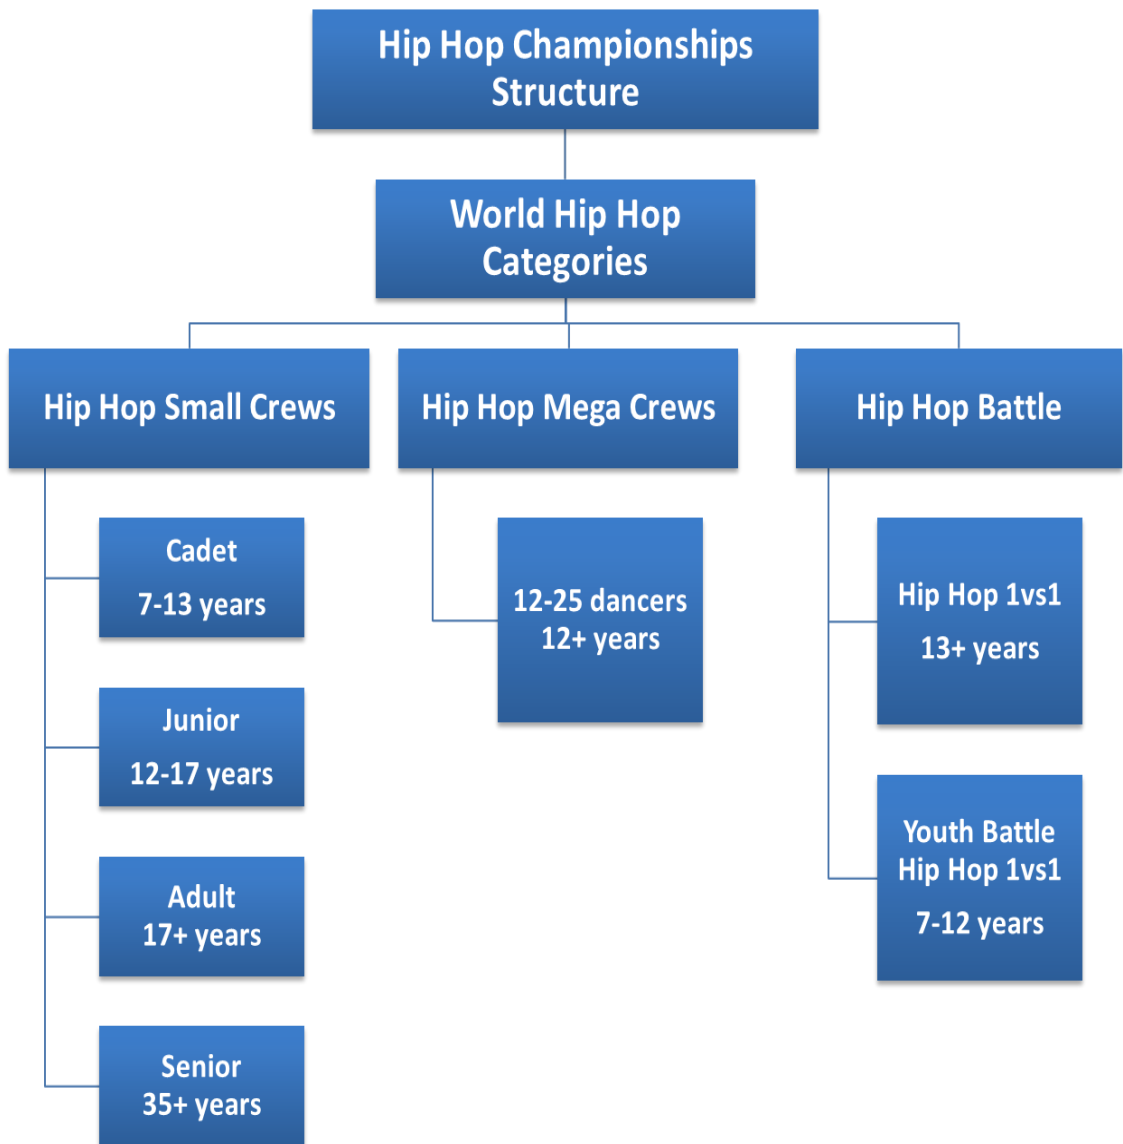 Hip Hop Championships
Structure
World Hip Hop
Categories
Hip Hop Small Crews
Cadet
7-13 years
Junior
12-17 years
Adult
17+ years
Senior
35+ years
Hip Hop Mega Crews
12-25 dancers
12+ years
Hip Hop Battle
Hip Hop 1vs1
13+ years
Youth Battle
Hip Hop 1vs1
7-12 years